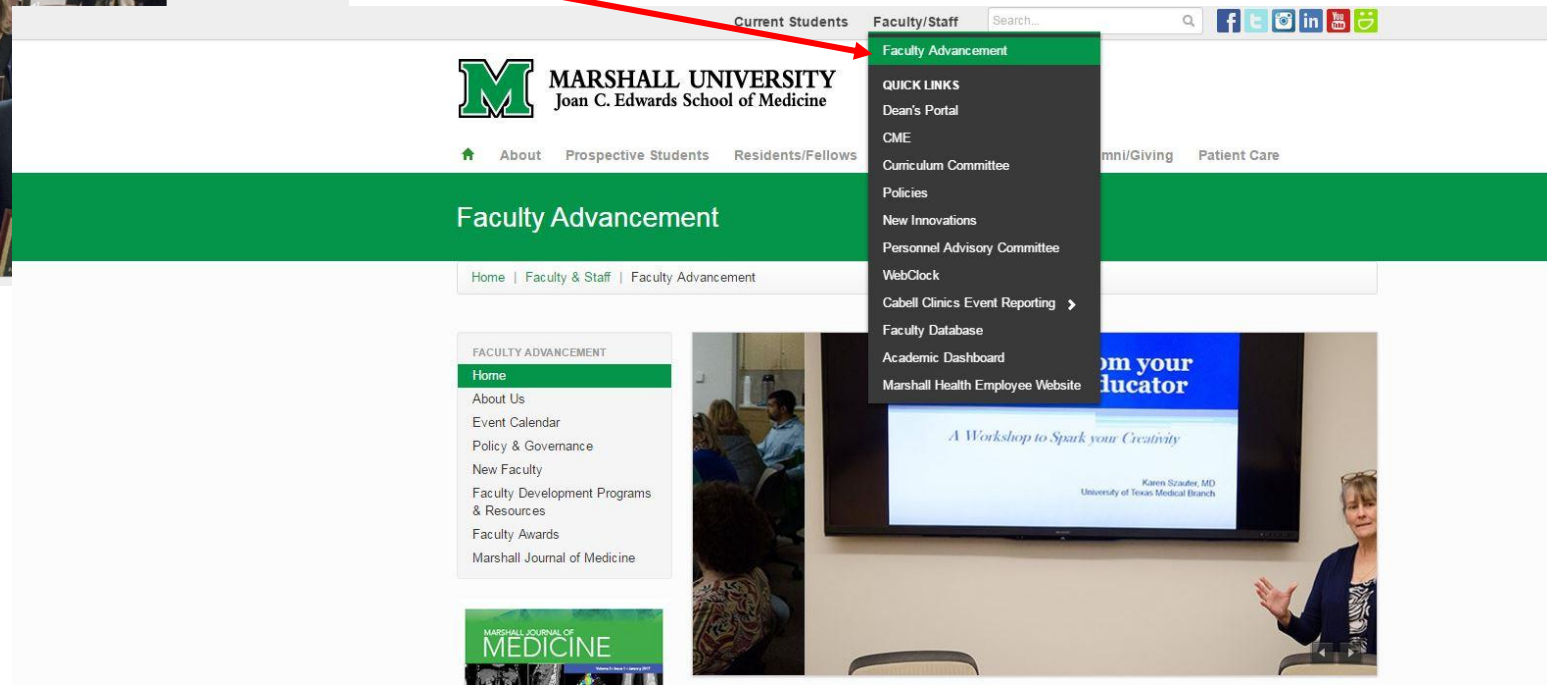 Current Students Faculty/Staff Search...
f in You Tube
Faculty Advancement
QUICK LINKS
Dean's Portal
CME
Curriculum Committee
Policies
New Innovations
Personnel Advisory Committee
WebClock
Cabell Clinics Event Reporting
Faculty Database
Academic Dashboard
Marshall Health Employee Website
M MARSHALL UNIVERSITY
Joan C. Edwards School of Medicine
About Prospective Students Residents/Fellows mni/Giving Patient Care
Faculty Advancement
Home | Faculty & Staff | Faculty Advancement
FACULTY ADVANCEMENT
Home
About Us
Event Calendar
Policy & Governance
New Faculty
Faculty Development Programs
& Resources
Faculty Awards
Marshall Journal of Medicine
om your
ducator
A Workshop to Spark your Creativity
Karen Szauter, MD
University of Texas Medical Branch
MARSHALL JOURNAL OF
MEDICINE